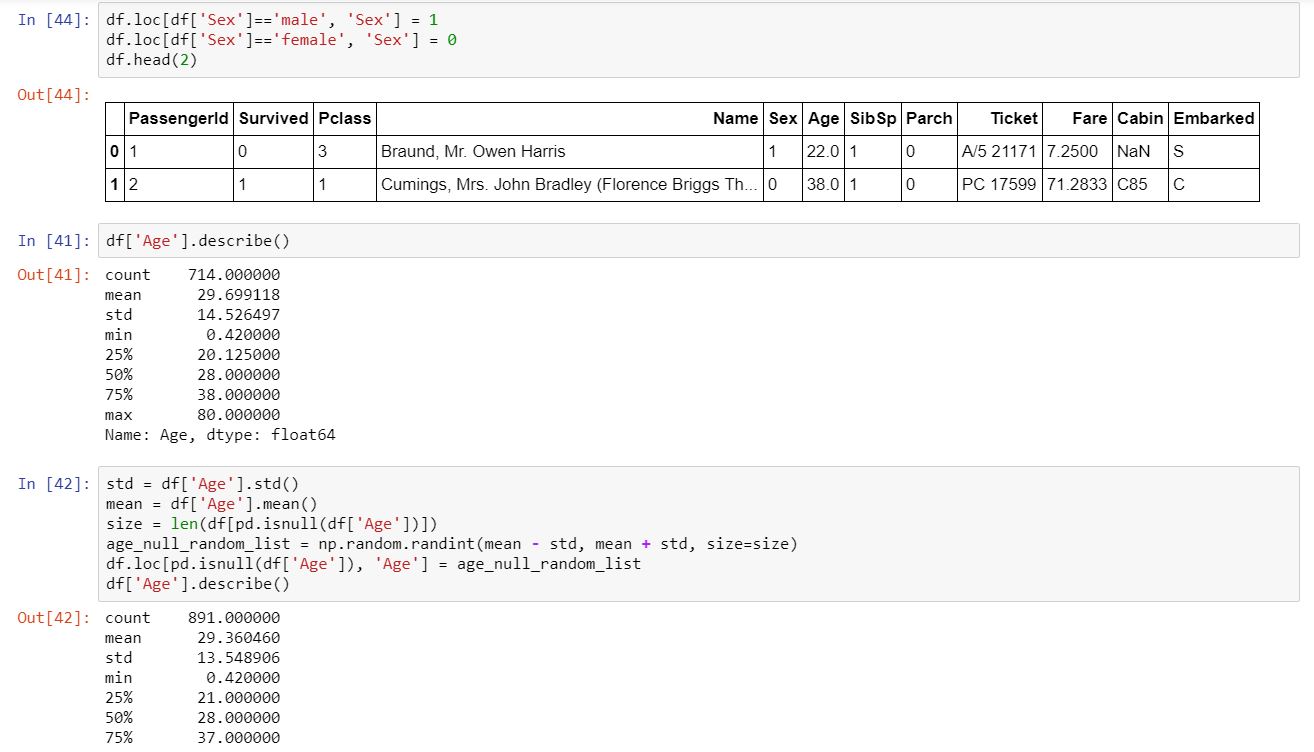 In [44]: df.loc[df['Sex']=='male', 'Sex'] = 1
df.loc[df['Sex']=='female', 'Sex'] = 0
df.head(2)
Out[44]:
PassengerId Survived Pclass Name Sex Age SibSp Parch Ticket Fare Cabin Embarked
0 1 0 3 Braund, Mr. Owen Harris 1 22.0 1 0 A/5 21171 7.2500 NaN S
1 2 1 1 Cumings, Mrs. John Bradley (Florence Briggs Th... 0 38.0 1 0 PC 17599 71.2833 C85 C
In [41]: df['Age'].describe()
Out[41]: count 714.000000
mean 29.699118
std 14.526497
min 0.420000
25% 20.125000
50% 28.000000
75% 38.000000
max 80.000000
Name: Age, dtype: float64
In [42]: std = df['Age'].std()
mean = df['Age'].mean()
size = len(df[pd.isnull(df['Age'])])
age_null_random_list = np.random.randint(mean - std, mean + std, size=size)
df.loc[pd.isnull(df['Age']), 'Age'] = age_null_random_list
df['Age'].describe()
Out[42]: count 891.000000
mean 29.360460
std 13.548906
min 0.420000
25% 21.000000
50% 28.000000
75% 37.000000